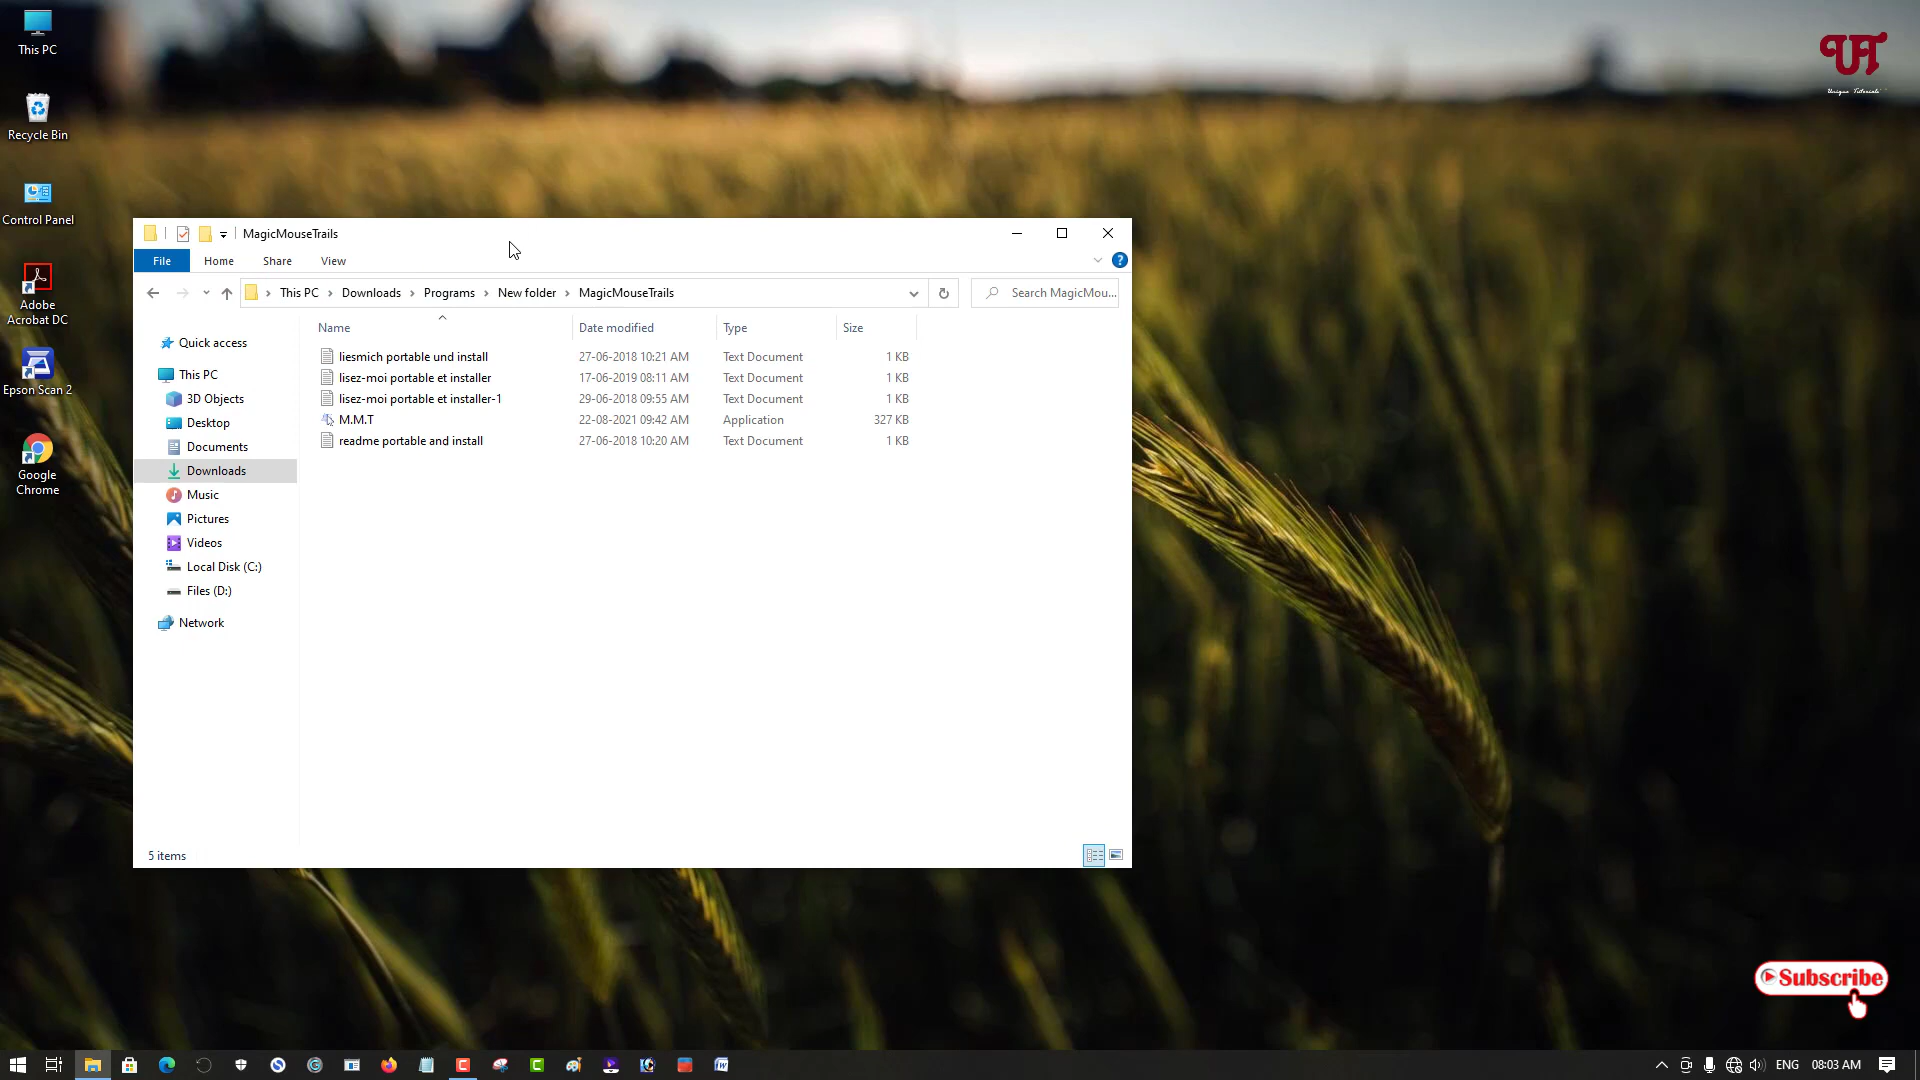 This PC
Recycle Bin
Control Panel
Adobe
Acrobat DC
Epson Scan 2
Google
Chrome
UT
Unique Tutorials
MagicMouseTrails
File Home Share View
This PC Downloads Programs New folder MagicMouseTrails
Search MagicMou...
Quick access
This PC
3D Objects
Desktop
Documents
Downloads
Music
Pictures
Videos
Local Disk (C:)
Files (D:)
Network
Name Date modified Type Size
liesmich portable und install 27-06-2018 10:21 AM Text Document 1 KB
lisez-moi portable et installer 17-06-2019 08:11 AM Text Document 1 KB
lisez-moi portable et installer-1 29-06-2018 09:55 AM Text Document 1 KB
M.M.T 22-08-2021 09:42 AM Application 327 KB
readme portable and install 27-06-2018 10:20 AM Text Document 1 KB
5 items
Subscribe
ENG 08:03 AM